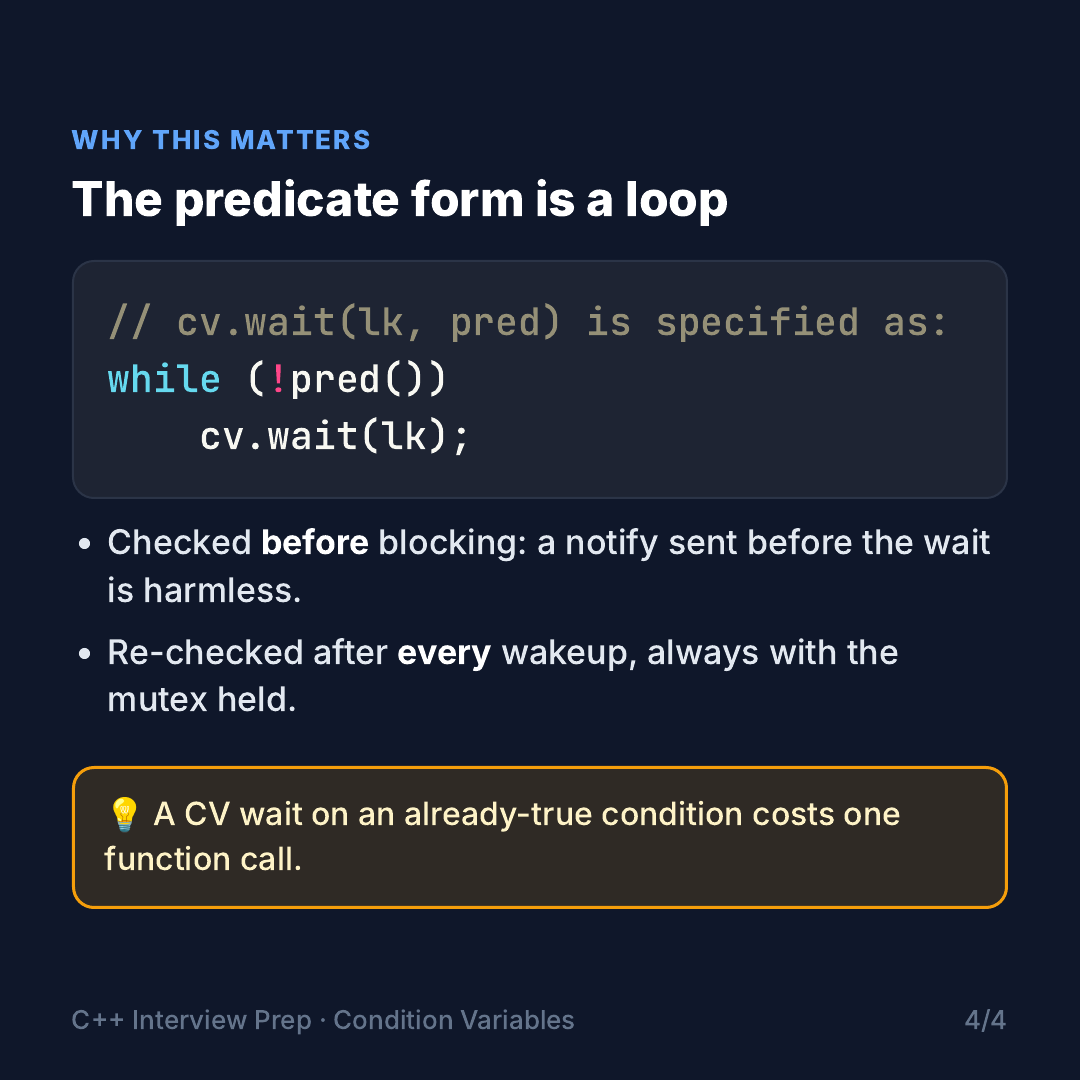 WHY THIS MATTERS
The predicate form is a loop
// cv.wait(lk, pred) is specified as:
while (!pred())
    cv.wait(lk);
• Checked before blocking: a notify sent before the wait
is harmless.
• Re-checked after every wakeup, always with the
mutex held.
💡 A CV wait on an already-true condition costs one
function call.
C++ Interview Prep · Condition Variables
4/4